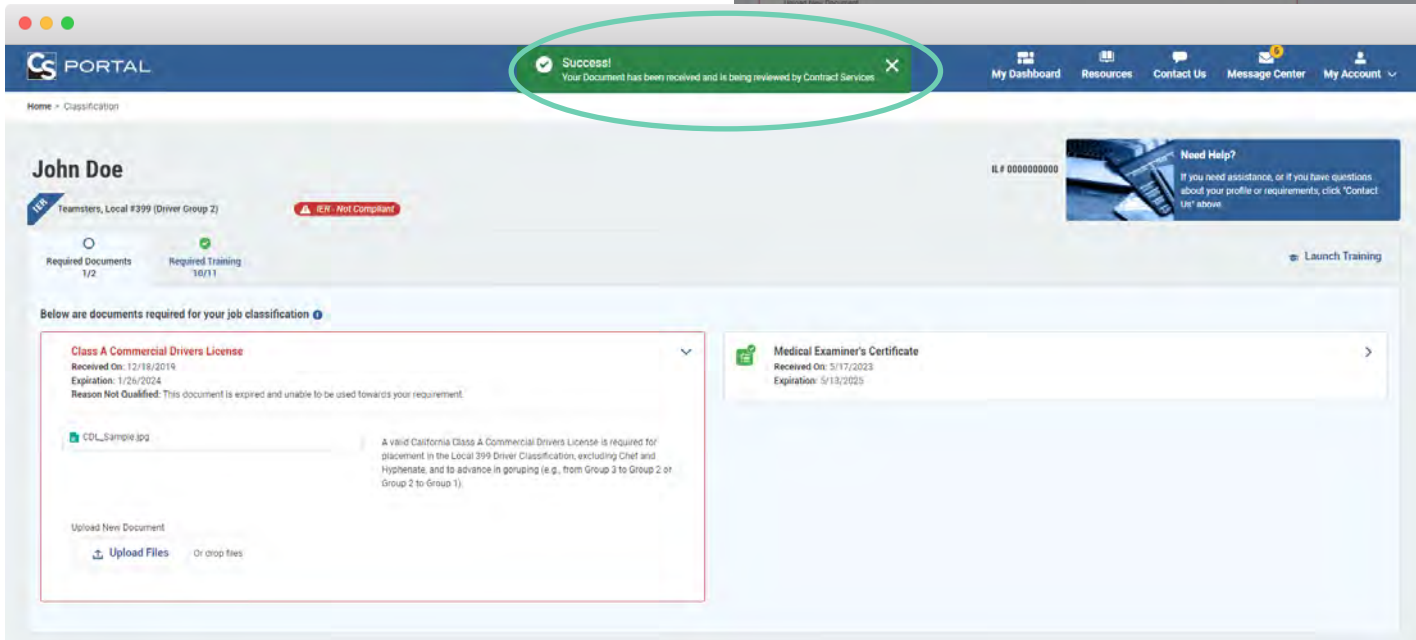 Upload New Document
CS PORTAL
Success!
Your Document has been received and is being reviewed by Contract Services
My Dashboard
Resources
Contact Us
6
Message Center
My Account
Home > Classification
John Doe
IL # 0000000000
Need Help?
If you need assistance, or if you have questions
about your profile or requirements, click "Contact
Us" above
IER
Teamsters, Local #399 (Driver Group 2)
IER - Not Compliant
Required Documents
1/2
Required Training
10/11
Launch Training
Below are documents required for your job classification
Class A Commercial Drivers License
Received On: 12/18/2019
Expiration: 1/26/2024
Reason Not Qualified: This document is expired and unable to be used towards your requirement.
CDL_Sample.jpg
A valid California Class A Commercial Drivers License is required for
placement in the Local 399 Driver Classification, excluding Chef and
Hyphenate, and to advance in goruping (e.g., from Group 3 to Group 2 or
Group 2 to Group 1).
Upload New Document
Upload Files
Or drop files
Medical Examiner's Certificate
Received On: 5/17/2023
Expiration: 5/13/2025